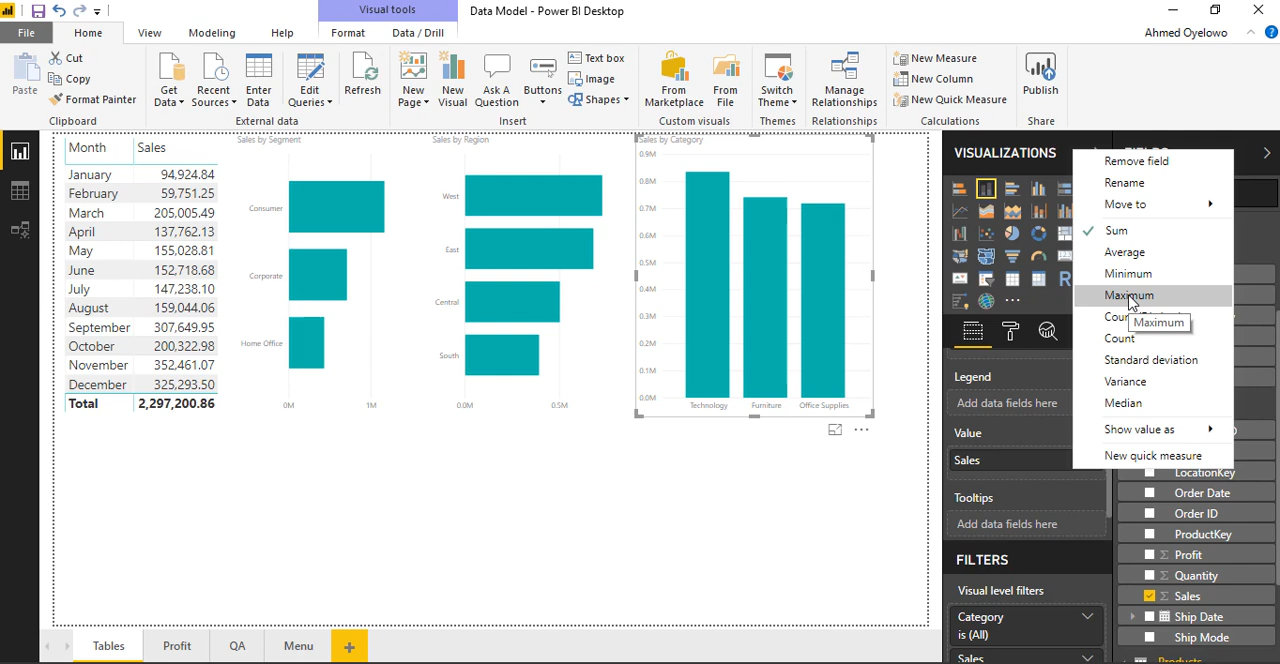 Visual tools
Data Model - Power BI Desktop
File Home View Modeling Help Format Data / Drill
Ahmed Oyelowo
Paste
Cut
Copy
Format Painter
Clipboard
Get Data
Recent Sources
Enter Data
Edit Queries
Refresh
External data
New Page
New Visual
Ask A Question
Buttons
Text box
Image
Shapes
Insert
From Marketplace
From File
Custom visuals
Switch Theme
Themes
Manage Relationships
Relationships
New Measure
New Column
New Quick Measure
Calculations
Publish
Share
Month Sales
January 94,924.84
February 59,751.25
March 205,005.49
April 137,762.13
May 155,028.81
June 152,718.68
July 147,238.10
August 159,044.06
September 307,649.95
October 200,322.98
November 352,461.07
December 325,293.50
Total 2,297,200.86
Sales by Segment
Consumer
Corporate
Home Office
0M 1M
Sales by Region
West
East
Central
South
0.0M 0.5M
Sales by Category
0.9M
0.8M
0.7M
0.6M
0.5M
0.4M
0.3M
0.2M
0.1M
0.0M
Technology Furniture Office Supplies
VISUALIZATIONS
R
Legend
Add data fields here
Value
Sales
Tooltips
Add data fields here
FILTERS
Visual level filters
Category
is (All)
Sales
Remove field
Rename
Move to
Sum
Average
Minimum
Maximum
Maximum
Count
Standard deviation
Variance
Median
Show value as
New quick measure
LocationKey
Order Date
Order ID
ProductKey
Profit
Quantity
Sales
Ship Date
Ship Mode
Products
Tables Profit QA Menu +